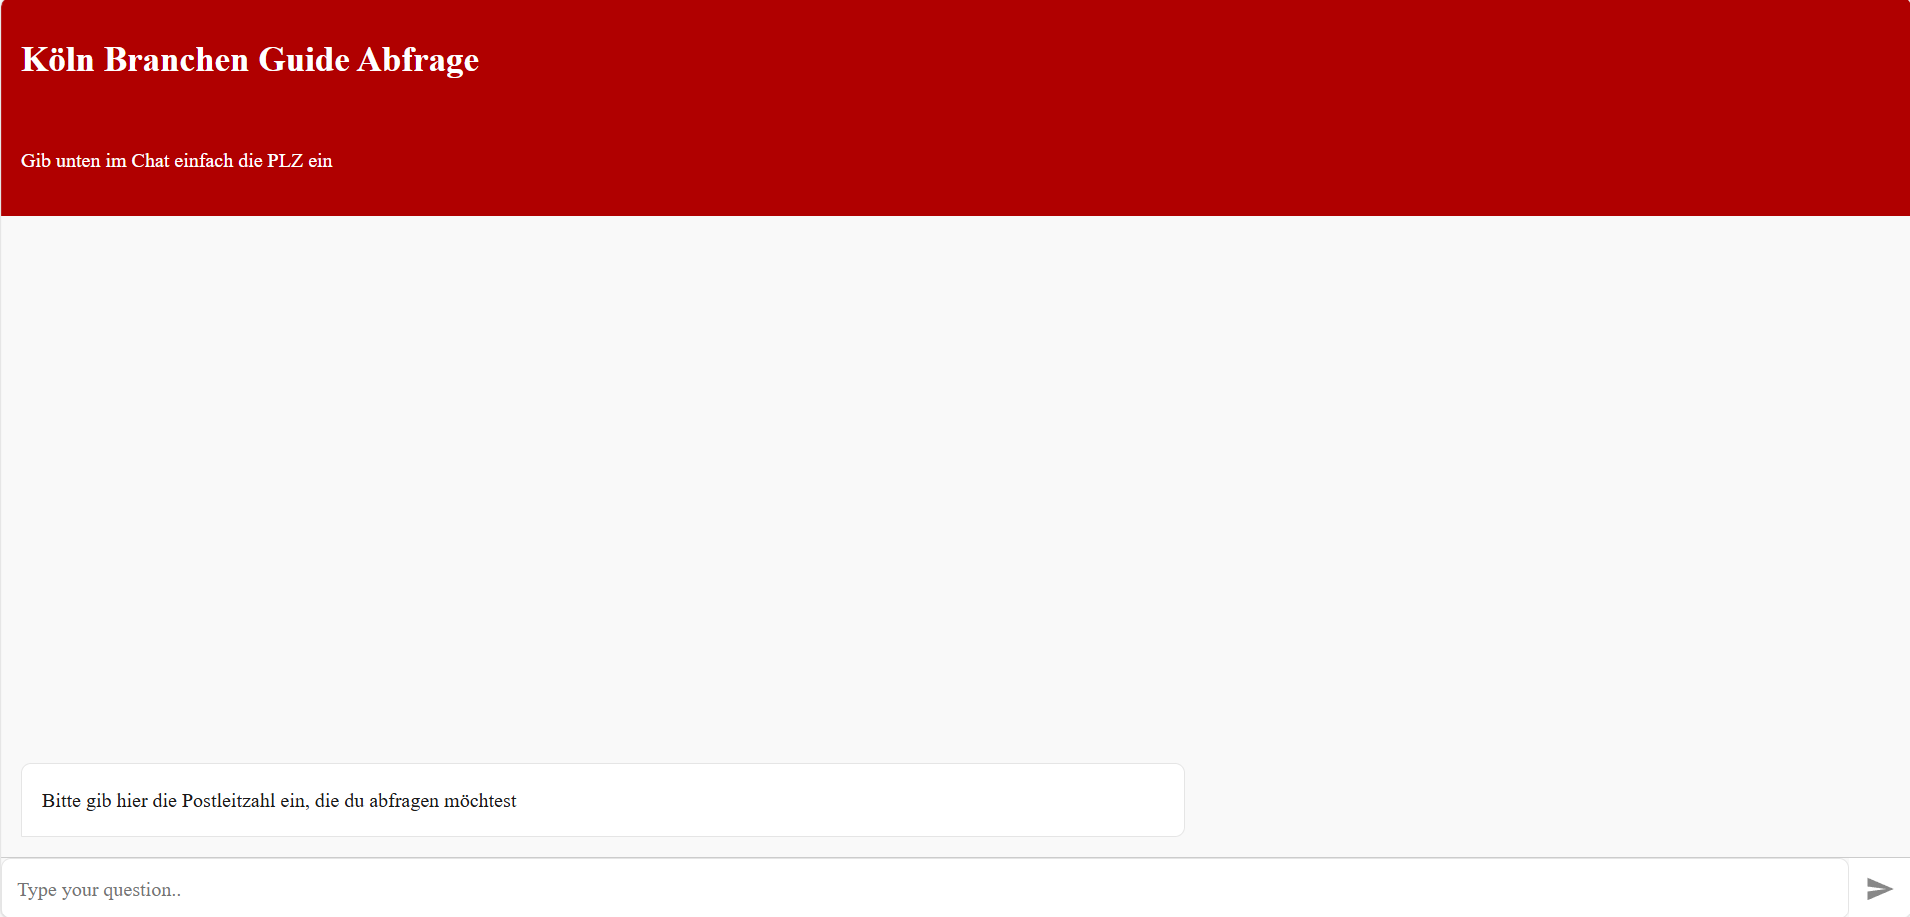 Köln Branchen Guide Abfrage
Gib unten im Chat einfach die PLZ ein
Bitte gib hier die Postleitzahl ein, die du abfragen möchtest
Type your question..